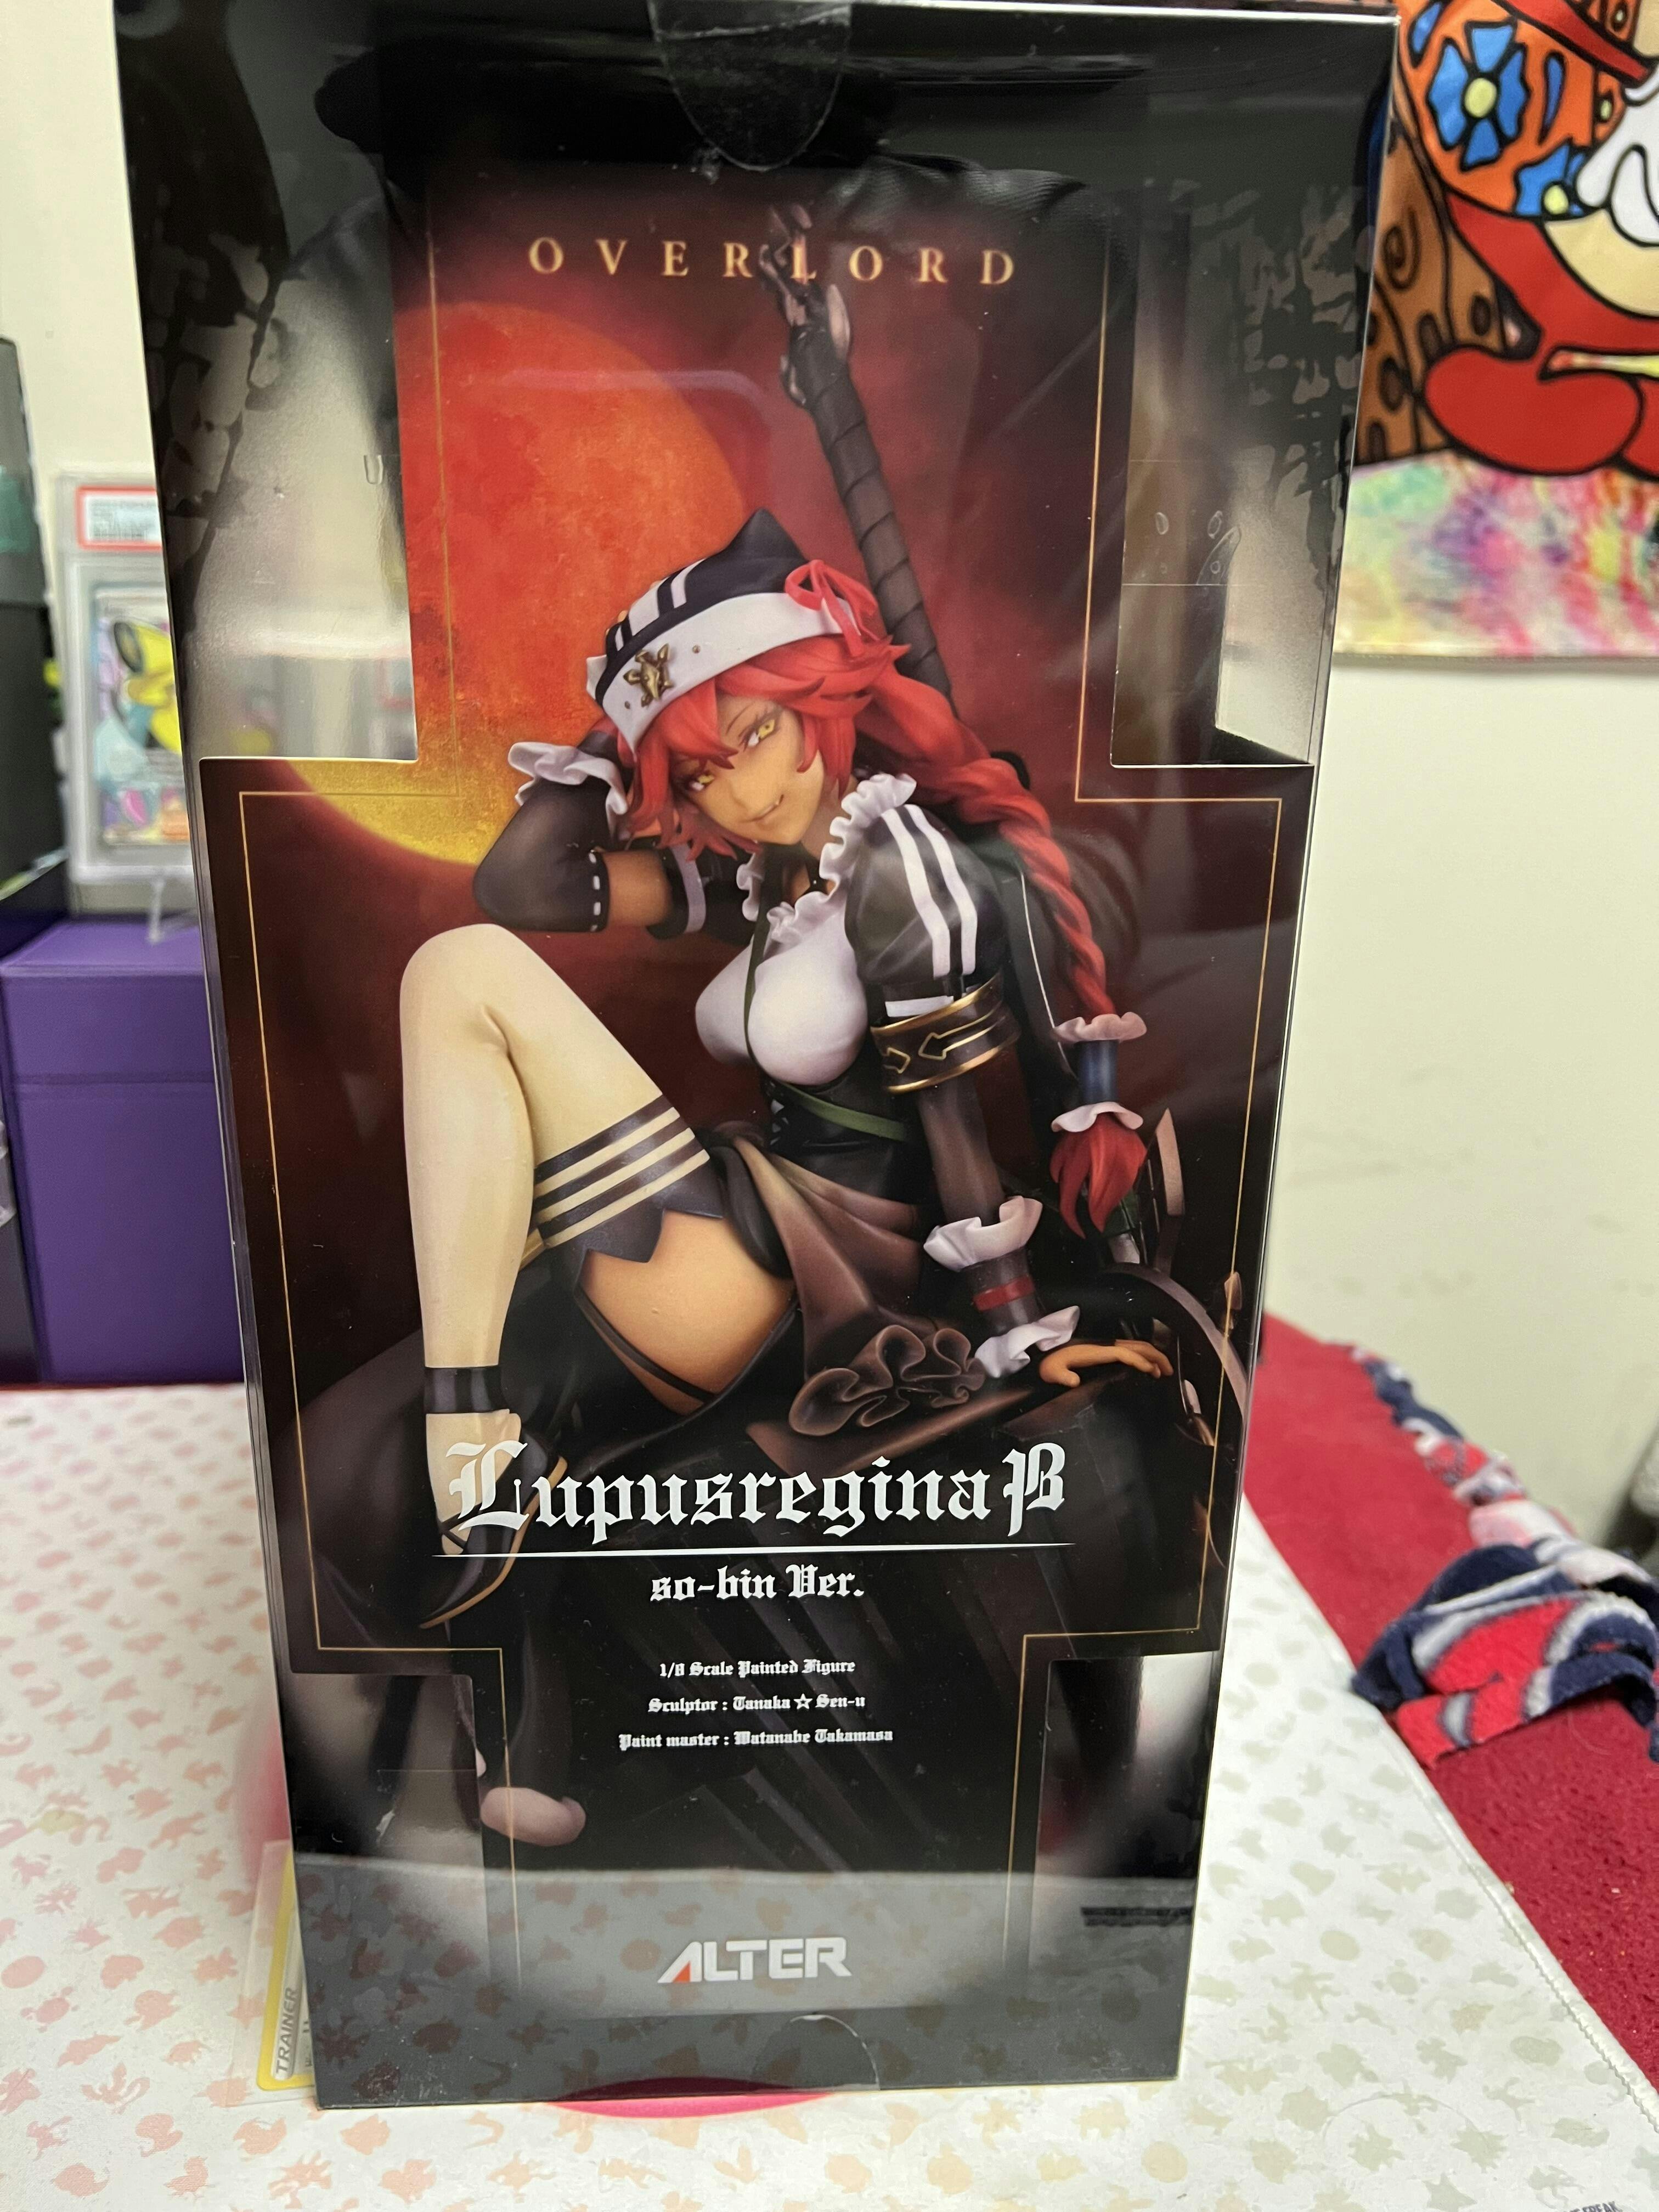 OVERLORD
Lupusregina β
so-bin Ver.
1/8 Scale Painted Figure
Sculptor : Tanaka ☆ Sen-u
Paint master : Watanabe Takamasa
ALTER
TRAINER